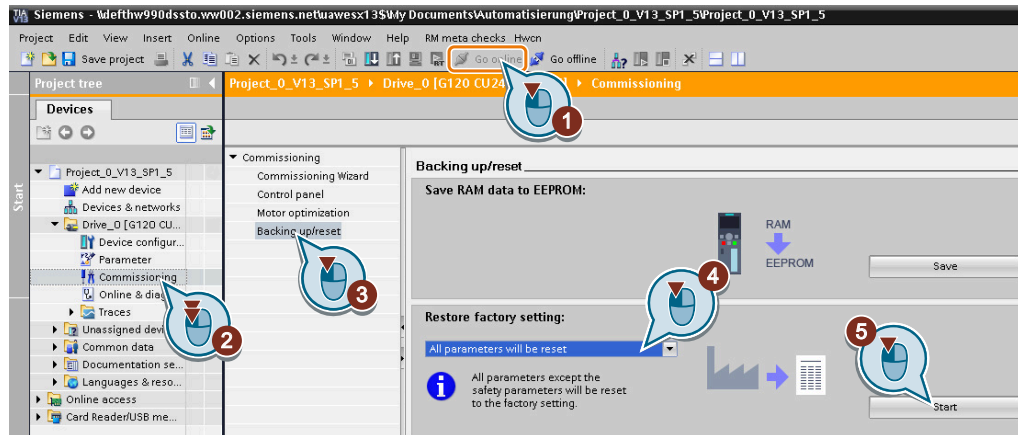 Siemens - \\defthw990dssto.ww002.siemens.net\uawesx13$\My Documents\Automatisierung\Project_0_V13_SP1_5\Project_0_V13_SP1_5
Project Edit View Insert Online Options Tools Window Help RM meta checks Hwcn
Save project Go online Go offline
Project tree
Project_0_V13_SP1_5 Drive_0 [G120 CU24 Commissioning
1
Devices
Start
Project_0_V13_SP1_5
Add new device
Devices & networks
Drive_0 [G120 CU...
Device configur...
Parameter
Commissioning
Online & diag
Traces
Unassigned devi
Common data
Documentation se...
Languages & reso...
Online access
Card Reader/USB me...
2
Commissioning
Commissioning Wizard
Control panel
Motor optimization
Backing up/reset
3
Backing up/reset
Save RAM data to EEPROM:
RAM
EEPROM
Save
4
Restore factory setting:
5
All parameters will be reset
All parameters except the
safety parameters will be reset
to the factory setting.
Start